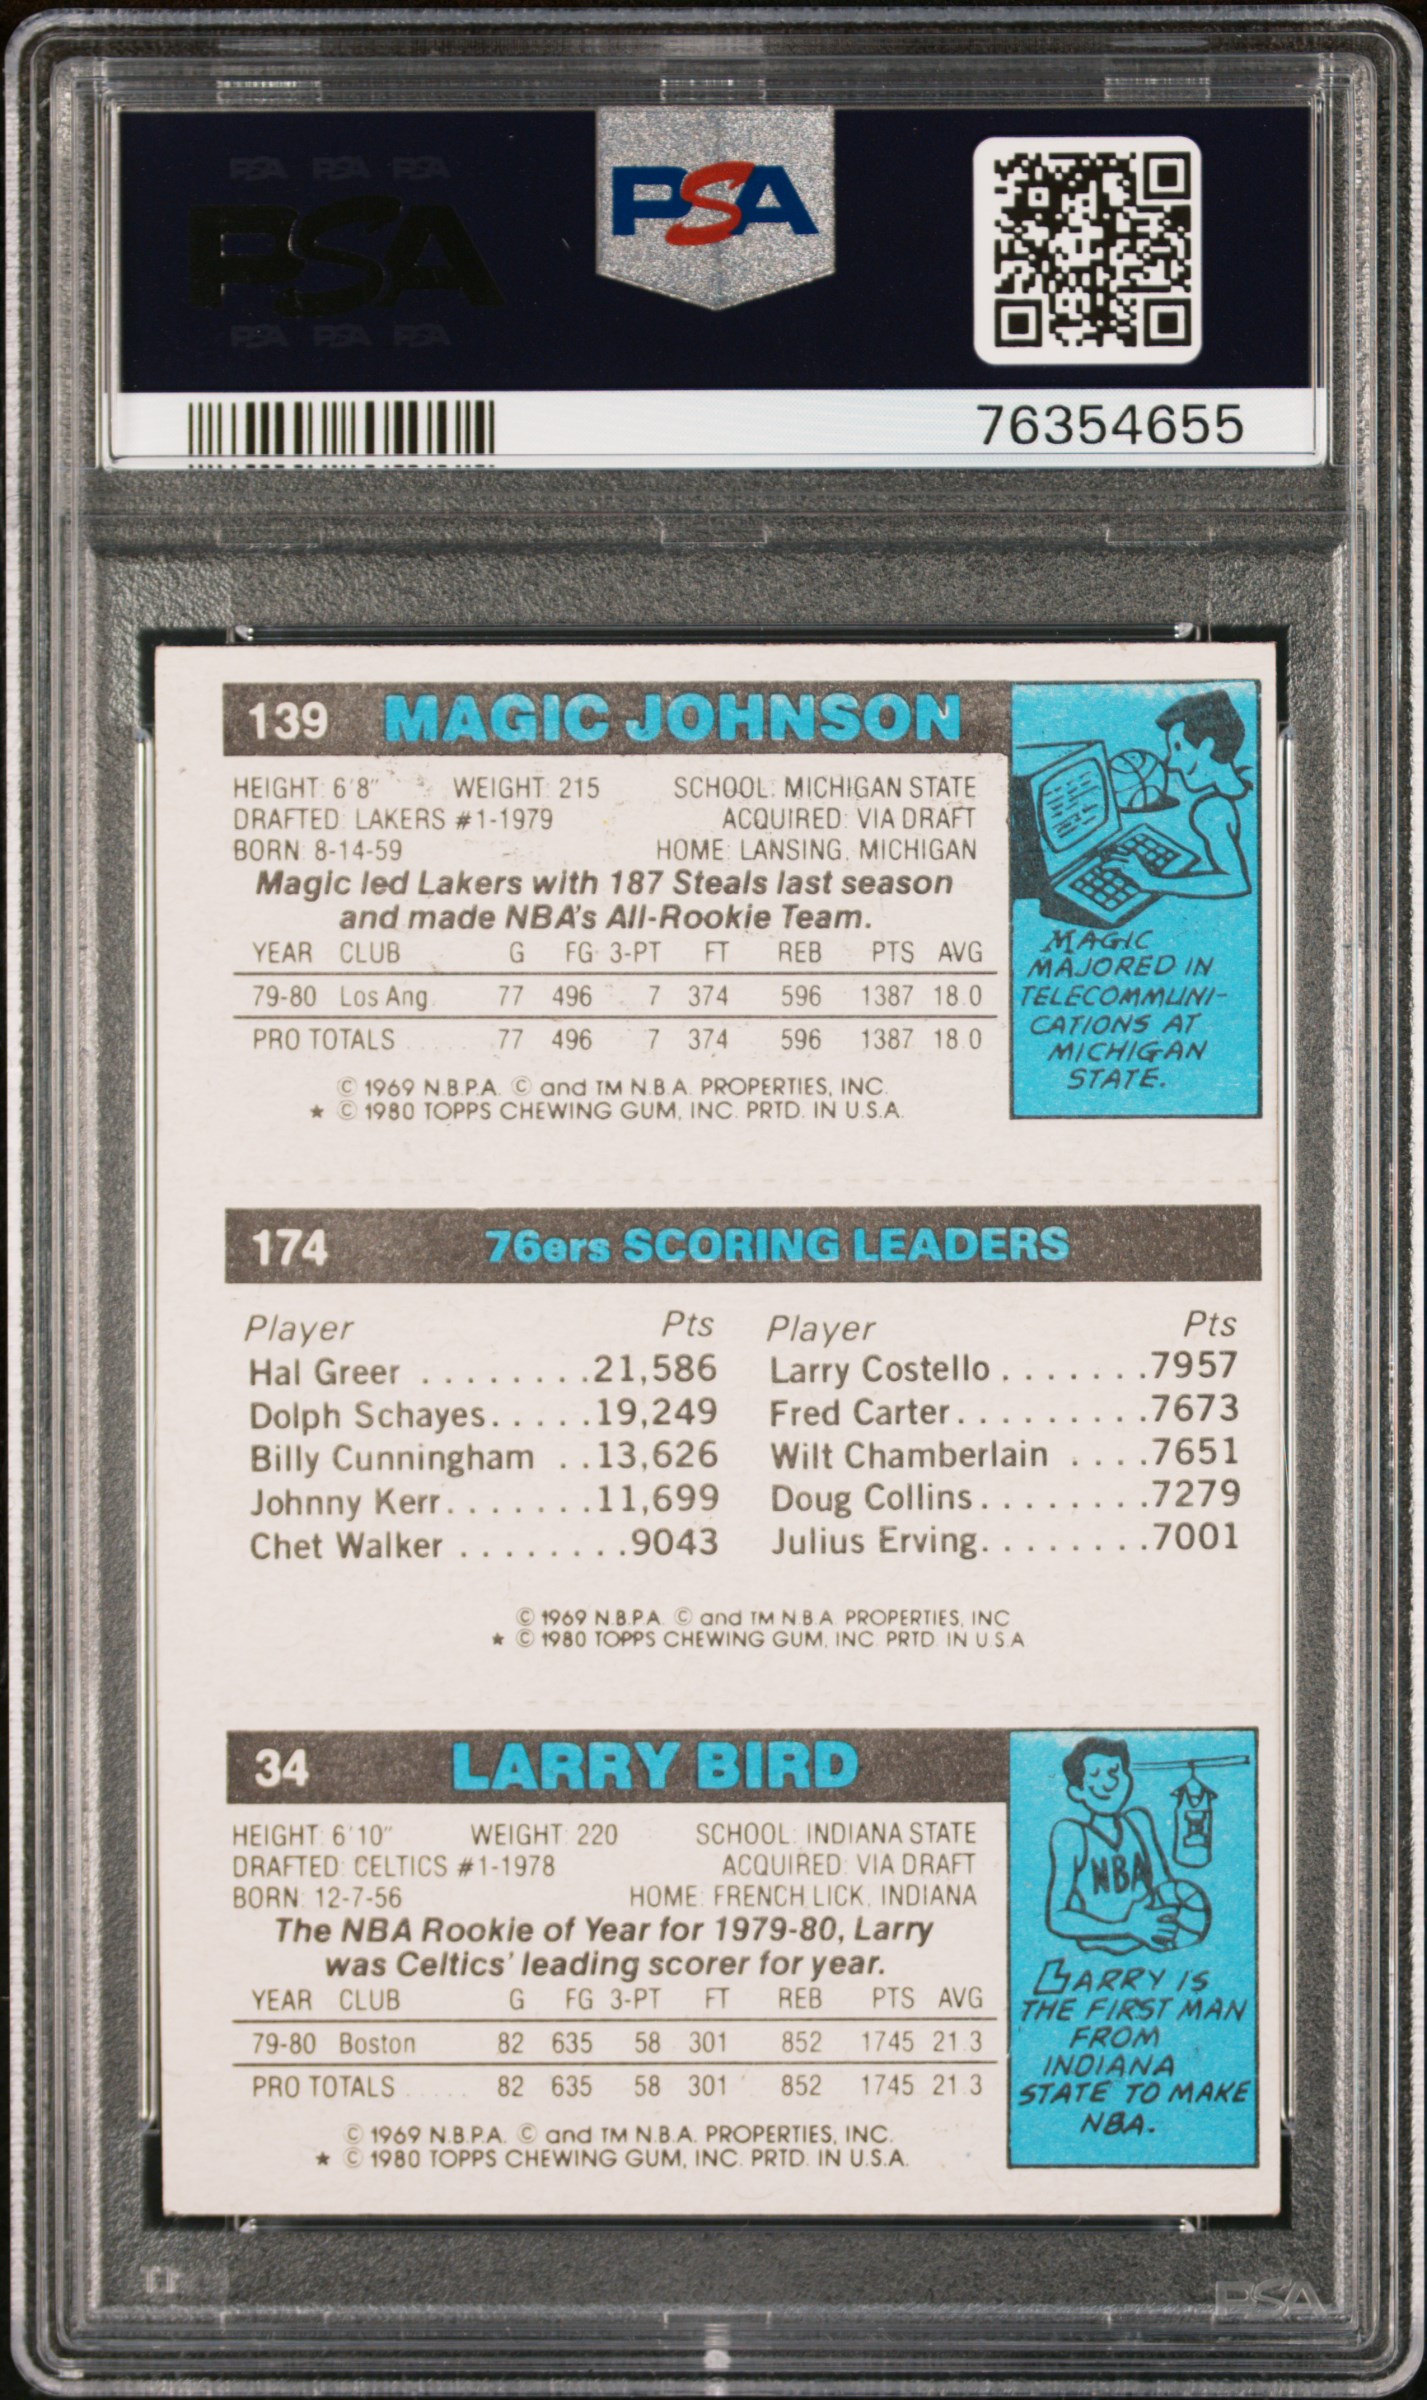 PSA PSA PSA
PSA
PSA PSA PSA
PSA
76354655
139 MAGIC JOHNSON
HEIGHT: 6'8" WEIGHT: 215 SCHOOL: MICHIGAN STATE
DRAFTED: LAKERS #1-1979 ACQUIRED: VIA DRAFT
BORN: 8-14-59 HOME: LANSING, MICHIGAN
Magic led Lakers with 187 Steals last season
and made NBA's All-Rookie Team.
YEAR CLUB G FG 3-PT FT REB PTS AVG
79-80 Los Ang. 77 496 7 374 596 1387 18.0
PRO TOTALS ..... 77 496 7 374 596 1387 18.0
© 1969 N.B.P.A. © and TM N.B.A. PROPERTIES, INC.
★ © 1980 TOPPS CHEWING GUM, INC. PRTD. IN U.S.A.
MAGIC
MAJORED IN
TELECOMMUNI-
CATIONS AT
MICHIGAN
STATE.
174 76ers SCORING LEADERS
Player Pts Player Pts
Hal Greer ........21,586 Larry Costello .......7957
Dolph Schayes.....19,249 Fred Carter.........7673
Billy Cunningham ..13,626 Wilt Chamberlain ....7651
Johnny Kerr.......11,699 Doug Collins........7279
Chet Walker ........9043 Julius Erving........7001
© 1969 N.B.P.A. © and TM N.B.A. PROPERTIES, INC.
★ © 1980 TOPPS CHEWING GUM, INC. PRTD. IN U.S.A.
34 LARRY BIRD
HEIGHT: 6'10" WEIGHT: 220 SCHOOL: INDIANA STATE
DRAFTED: CELTICS #1-1978 ACQUIRED: VIA DRAFT
BORN: 12-7-56 HOME: FRENCH LICK, INDIANA
The NBA Rookie of Year for 1979-80, Larry
was Celtics' leading scorer for year.
YEAR CLUB G FG 3-PT FT REB PTS AVG
79-80 Boston 82 635 58 301 852 1745 21.3
PRO TOTALS ..... 82 635 58 301 852 1745 21.3
© 1969 N.B.P.A. © and TM N.B.A. PROPERTIES, INC.
★ © 1980 TOPPS CHEWING GUM, INC. PRTD. IN U.S.A.
NBA
LARRY IS
THE FIRST MAN
FROM
INDIANA
STATE TO MAKE
NBA.
PSA